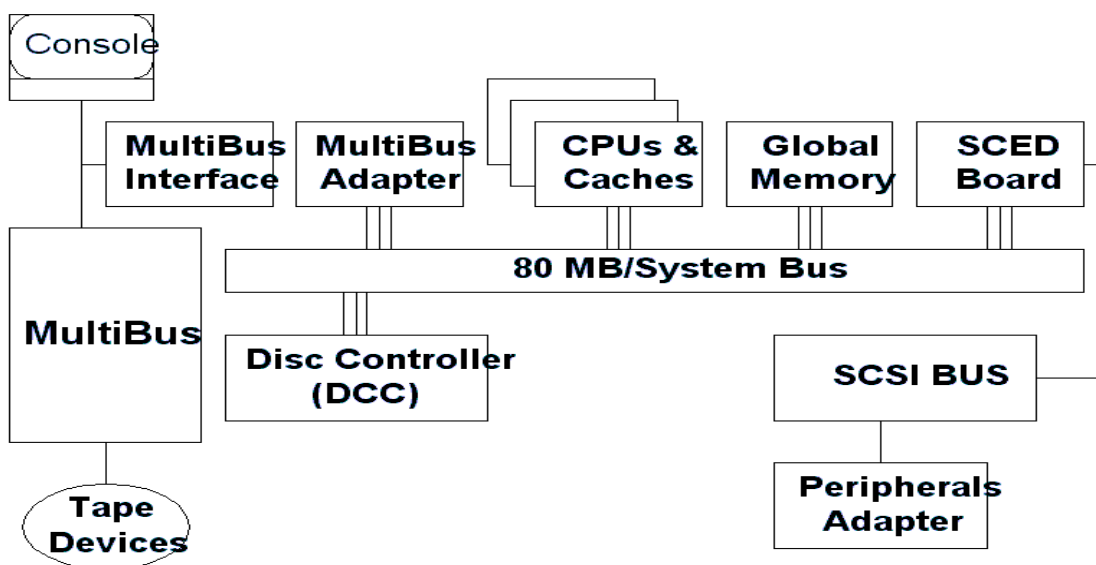 Console
MultiBus
Interface
MultiBus
Adapter
CPUs &
Caches
Global
Memory
SCED
Board
80 MB/System Bus
MultiBus
Disc Controller
(DCC)
SCSI BUS
Tape
Devices
Peripherals
Adapter